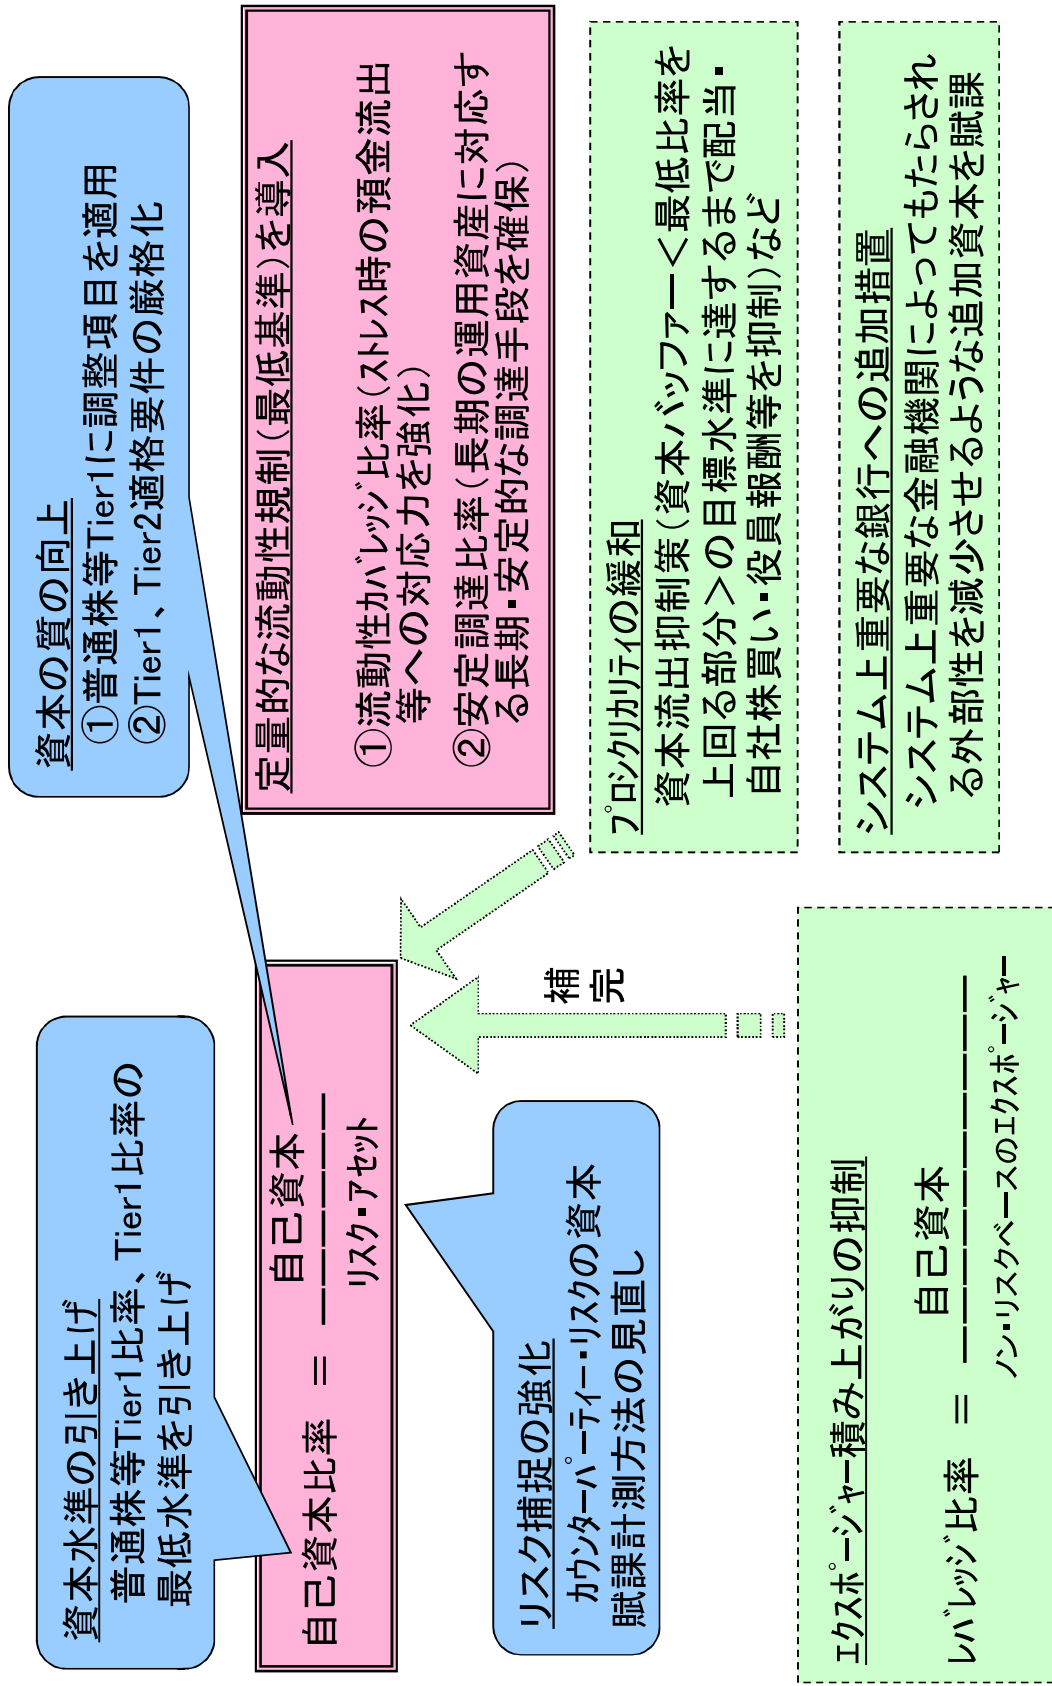 資本水準の引き上げ
普通株等Tier1比率、Tier1比率の
最低水準を引き上げ
資本の質の向上
①普通株等Tier1に調整項目を適用
②Tier1、Tier2適格要件の厳格化
自己資本比率 ＝
自己資本
リスク・アセット
定量的な流動性規制（最低基準）を導入
①流動性カバレッジ比率（ストレス時の預金流出
等への対応力を強化）
②安定調達比率（長期の運用資産に対応す
る長期・安定的な調達手段を確保）
リスク捕捉の強化
カウンターパーティー・リスクの資本
賦課計測方法の見直し
補
完
プロシクリカリティの緩和
資本流出抑制策（資本バッファー＜最低比率を
上回る部分＞の目標水準に達するまで配当・
自社株買い・役員報酬等を抑制）など
エクスポージャー積み上がりの抑制
レバレッジ比率 ＝
自己資本
ノン・リスクベースのエクスポージャー
システム上重要な銀行への追加措置
システム上重要な金融機関によってもたらされ
る外部性を減少させるような追加資本を賦課